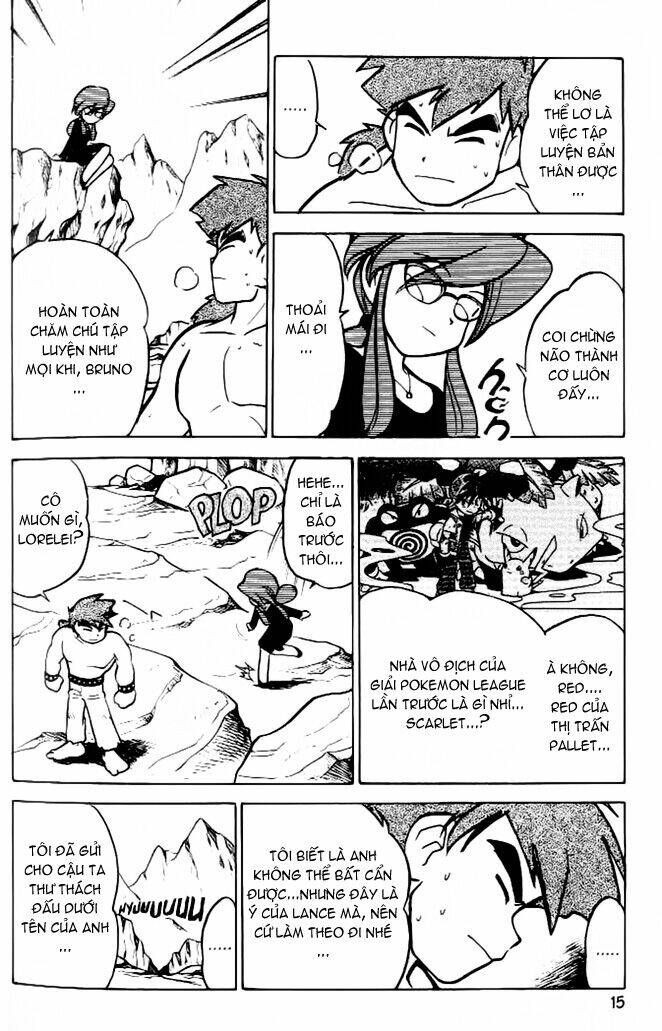 KHÔNG
THỂ LƠ LÀ
VIỆC TẬP
LUYỆN BẢN
THÂN ĐƯỢC
...
.....
HOÀN TOÀN
CHĂM CHÚ TẬP
LUYỆN NHƯ
MỌI KHI, BRUNO
...
COI CHỪNG
NÃO THÀNH
CƠ LUÔN
ĐẤY...
THOẢI
MÁI ĐI
...
HEHE...
CHỈ LÀ
BÁO
TRƯỚC
THÔI...
PLOP
CÔ
MUỐN GÌ,
LORELEI?
À KHÔNG,
RED....
RED CỦA
THỊ TRẤN
PALLET...
NHÀ VÔ ĐỊCH CỦA
GIẢI POKEMON LEAGUE
LẦN TRƯỚC LÀ GÌ NHỈ...
SCARLET...?
.....
TÔI BIẾT LÀ ANH
KHÔNG THỂ BẤT CẨN
ĐƯỢC...NHƯNG ĐÂY LÀ
Ý CỦA LANCE MÀ, NÊN
CỨ LÀM THEO ĐI NHÉ
...
.....
TÔI ĐÃ GỬI
CHO CẬU TA
THƯ THÁCH
ĐẤU DƯỚI
TÊN CỦA ANH
...
15